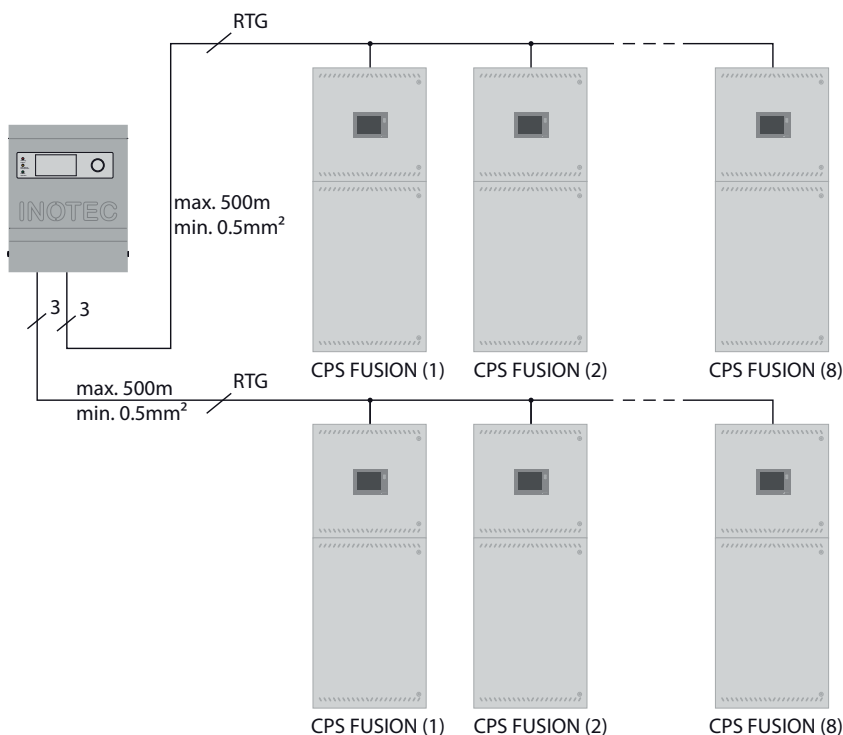 RTG
INOTEC
max. 500m
min. 0.5mm²
3
3
CPS FUSION (1)
CPS FUSION (2)
CPS FUSION (8)
max. 500m
min. 0.5mm²
RTG
CPS FUSION (1)
CPS FUSION (2)
CPS FUSION (8)